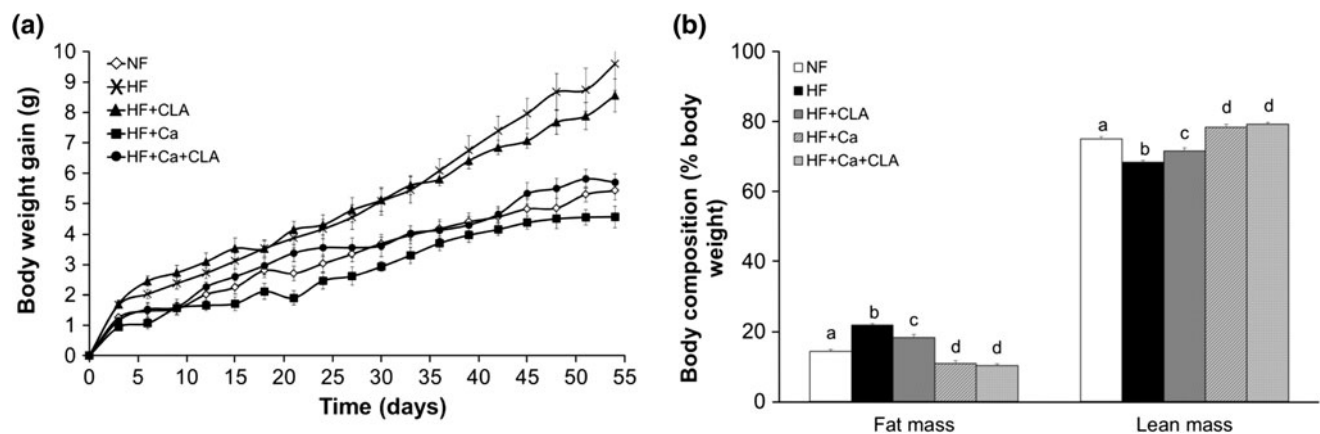 (a)
Body weight gain (g)
10
9
8
7
6
5
4
3
2
1
0
NF
HF
HF+CLA
HF+Ca
HF+Ca+CLA
0 5 10 15 20 25 30 35 40 45 50 55
Time (days)
(b)
Body composition (% body
weight)
100
80
60
40
20
0
NF
HF
HF+CLA
HF+Ca
HF+Ca+CLA
a b c d d
a b c d d
Fat mass Lean mass